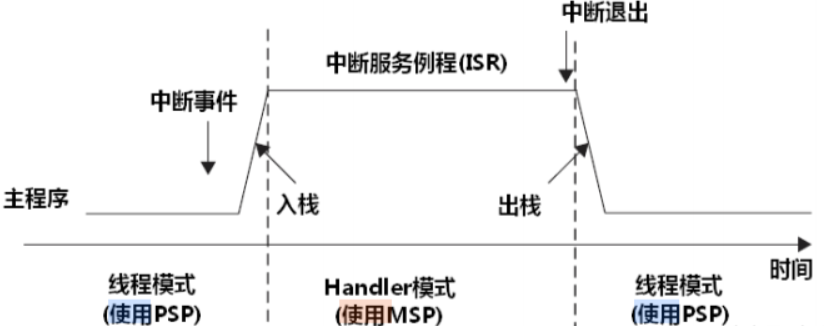 中断退出
中断服务例程(ISR)
中断事件
主程序
入栈
出栈
时间
线程模式
(使用PSP)
Handler模式
(使用MSP)
线程模式
(使用PSP)